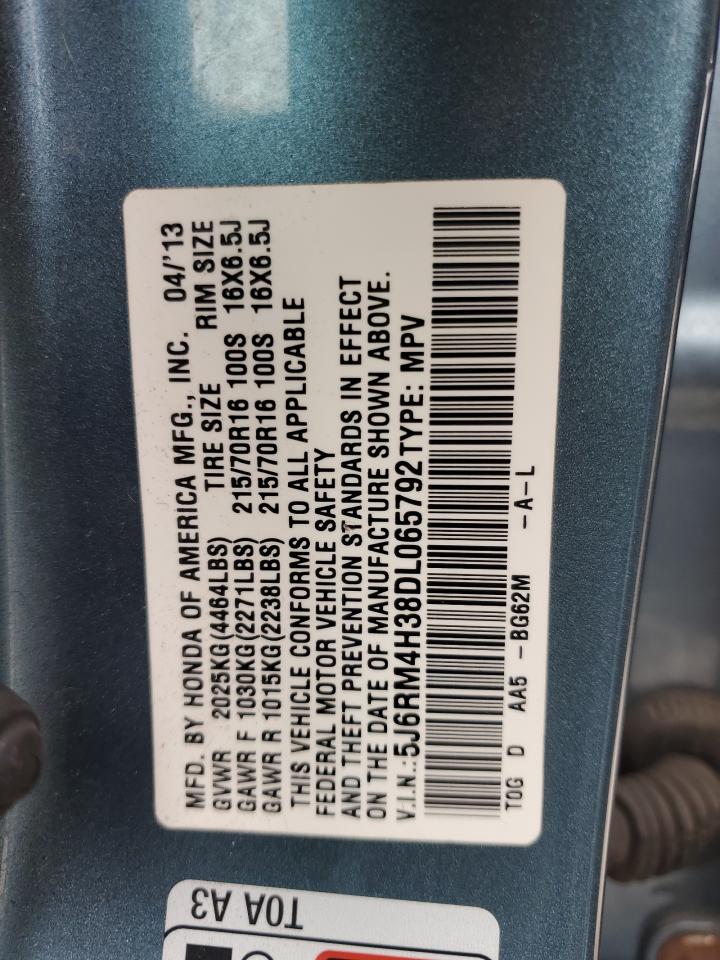 MFD. BY HONDA OF AMERICA MFG., INC. 04/'13
GVWR 2025KG(4464LBS) TIRE SIZE RIM SIZE
GAWR F 1030KG(2271LBS) 215/70R16 100S 16X6.5J
GAWR R 1015KG(2238LBS) 215/70R16 100S 16X6.5J
THIS VEHICLE CONFORMS TO ALL APPLICABLE
FEDERAL MOTOR VEHICLE SAFETY
AND THEFT PREVENTION STANDARDS IN EFFECT
ON THE DATE OF MANUFACTURE SHOWN ABOVE.
V.I.N.:5J6RM4H38DL065792 TYPE: MPV
TOG D AA5 -BG62M -A-L
T0A A3